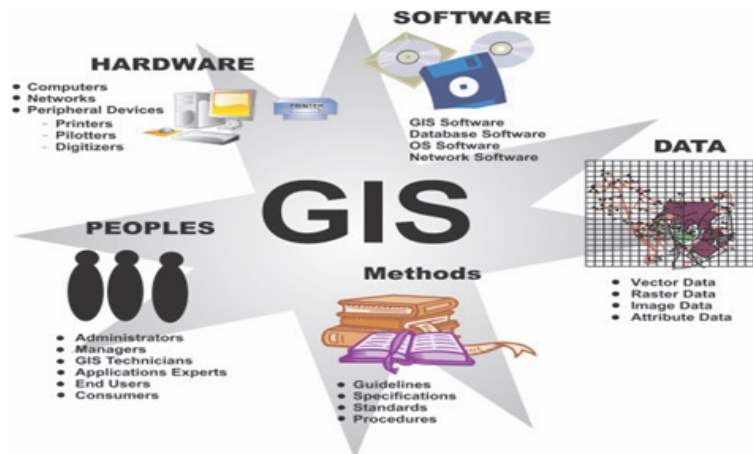 SOFTWARE
GIS Software
Database Software
OS Software
Network Software
HARDWARE
● Computers
● Networks
● Peripheral Devices
- Printers
- Pilotters
- Digitizers
PRINTER
DATA
● Vector Data
● Raster Data
● Image Data
● Attribute Data
GIS
PEOPLES
● Administrators
● Managers
● GIS Technicians
● Applications Experts
● End Users
● Consumers
Methods
● Guidelines
● Specifications
● Standards
● Procedures